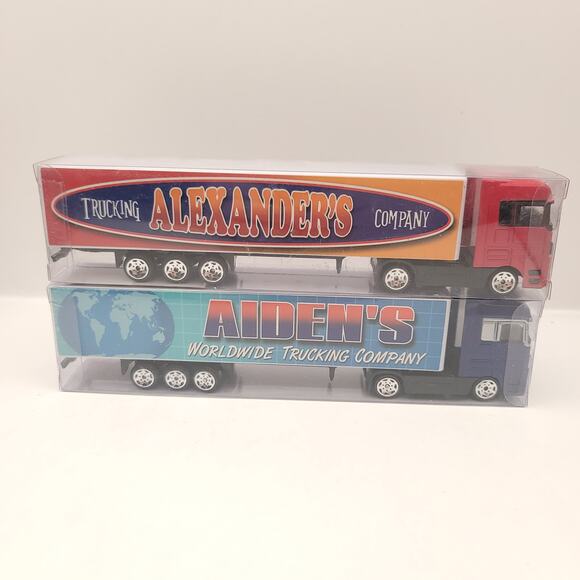 TRUCKING ALEXANDER'S COMPANY
AIDEN'S
WORLDWIDE TRUCKING COMPANY